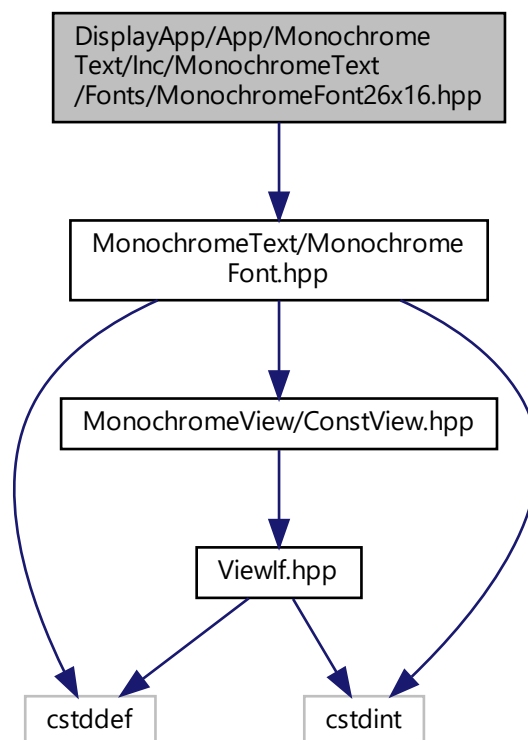 DisplayApp/App/Monochrome
Text/Inc/MonochromeText
/Fonts/MonochromeFont26x16.hpp
MonochromeText/Monochrome
Font.hpp
MonochromeView/ConstView.hpp
ViewIf.hpp
cstddef
cstdint